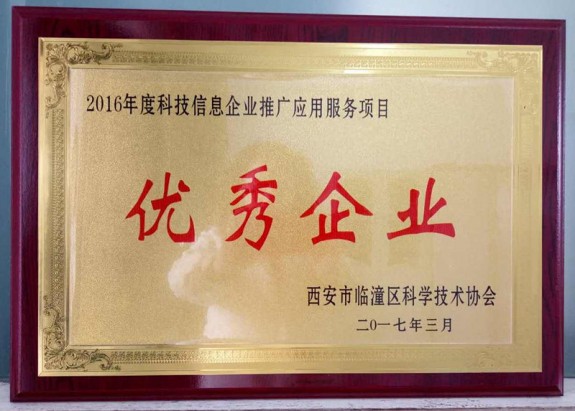 2016年度科技信息企业推广应用服务项目
优秀企业
西安市临潼区科学技术协会
二〇一七年三月